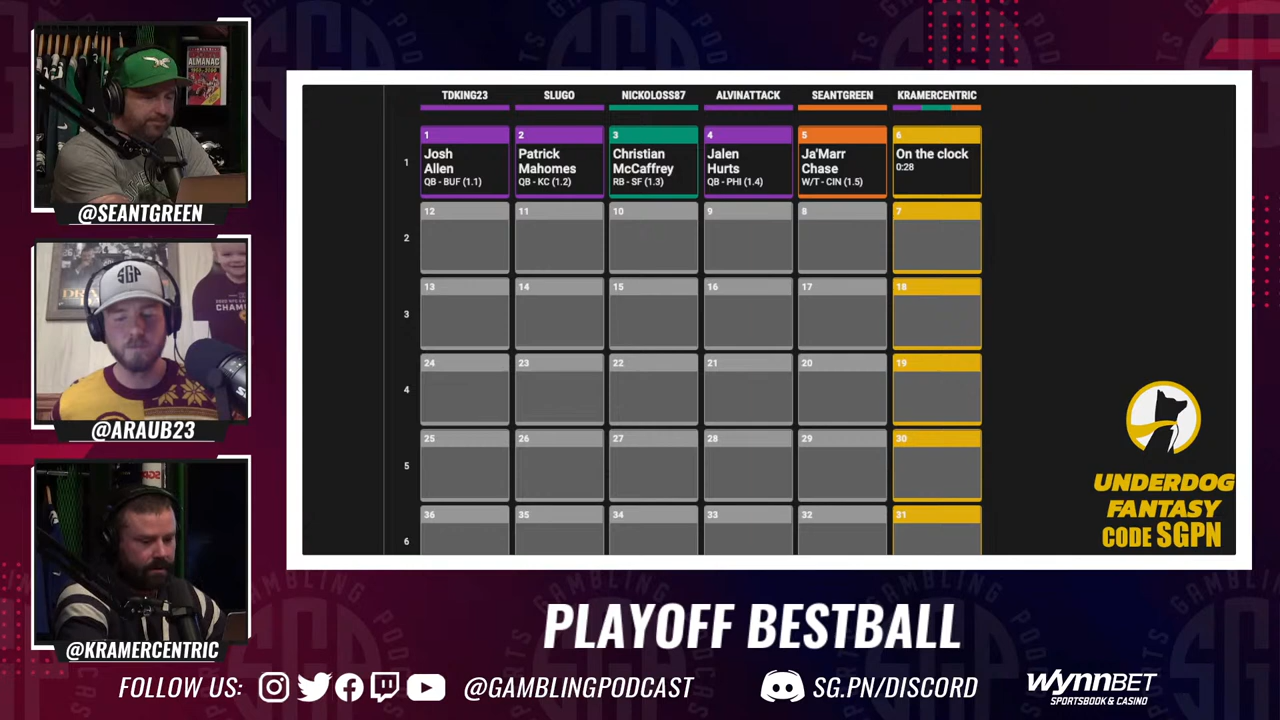 ALMANAC
@SEANTGREEN
SGP
CHAMP
@ARAUB23
@KRAMERCENTRIC
TDKING23 SLUGO NICKOLOSS87 ALVINATTACK SEANTGREEN KRAMERCENTRIC
1 2 3 4 5 6
1 Josh Allen QB - BUF (1.1)
Patrick Mahomes QB - KC (1.2)
Christian McCaffrey RB - SF (1.3)
Jalen Hurts QB - PHI (1.4)
Ja'Marr Chase W/T - CIN (1.5)
On the clock 0:28
12 11 10 9 8 7
2
13 14 15 16 17 18
3
24 23 22 21 20 19
4
25 26 27 28 29 30
5
36 35 34 33 32 31
6
UNDERDOG
FANTASY
CODE SGPN
PLAYOFF BESTBALL
FOLLOW US: @GAMBLINGPODCAST SG.PN/DISCORD WYNNBET
SPORTSBOOK & CASINO